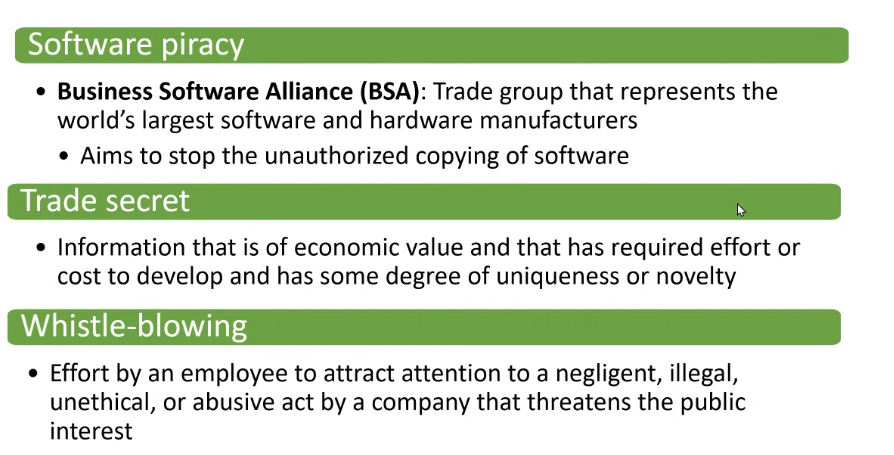 Software piracy
• Business Software Alliance (BSA): Trade group that represents the
world’s largest software and hardware manufacturers
• Aims to stop the unauthorized copying of software
Trade secret
• Information that is of economic value and that has required effort or
cost to develop and has some degree of uniqueness or novelty
Whistle-blowing
• Effort by an employee to attract attention to a negligent, illegal,
unethical, or abusive act by a company that threatens the public
interest